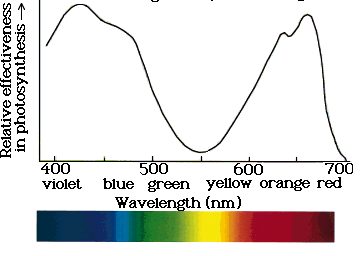 Relative effectiveness
in photosynthesis →
400 500 600 700
violet blue green yellow orange red
Wavelength (nm)